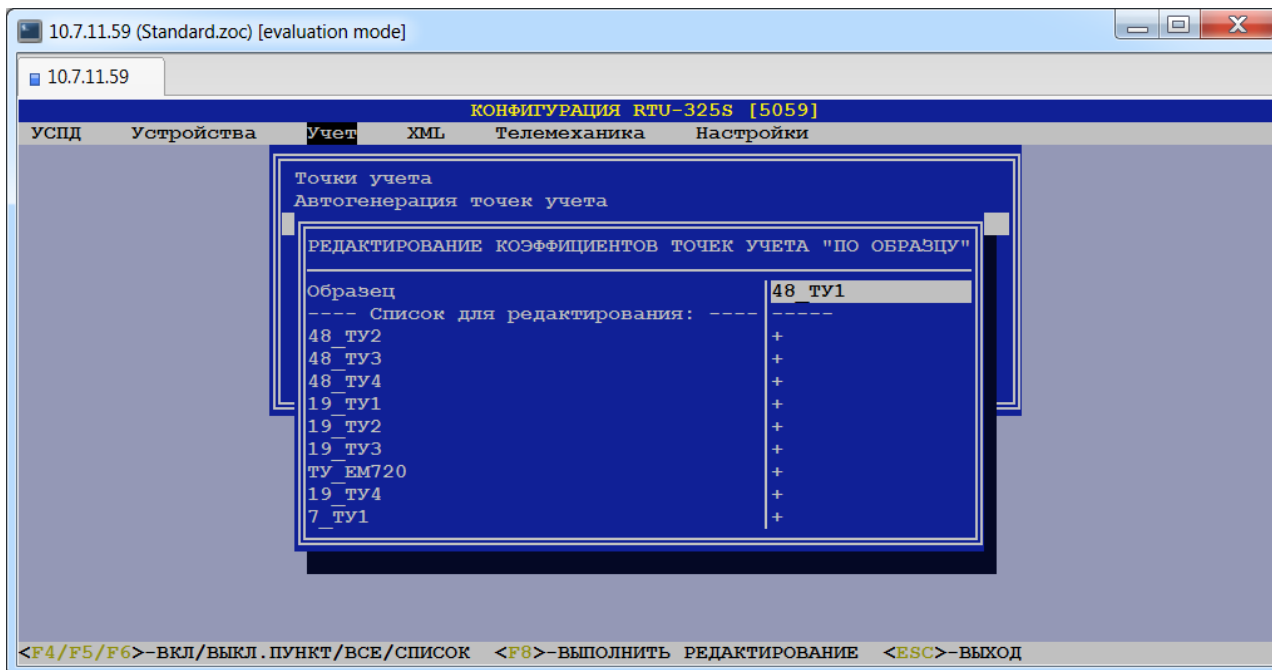 10.7.11.59 (Standard.zoc) [evaluation mode]
10.7.11.59
КОНФИГУРАЦИЯ RTU-325S [5059]
УСПД Устройства Учет XML Телемеханика Настройки
Точки учета
Автогенерация точек учета
РЕДАКТИРОВАНИЕ КОЭФФИЦИЕНТОВ ТОЧЕК УЧЕТА "ПО ОБРАЗЦУ"
Образец 48_ТУ1
---- Список для редактирования: ---- -----
48_ТУ2 +
48_ТУ3 +
48_ТУ4 +
19_ТУ1 +
19_ТУ2 +
19_ТУ3 +
ТУ_ЕМ720 +
19_ТУ4 +
7_ТУ1 +
<F4/F5/F6>-ВКЛ/ВЫКЛ.ПУНКТ/ВСЕ/СПИСОК <F8>-ВЫПОЛНИТЬ РЕДАКТИРОВАНИЕ <ESC>-ВЫХОД